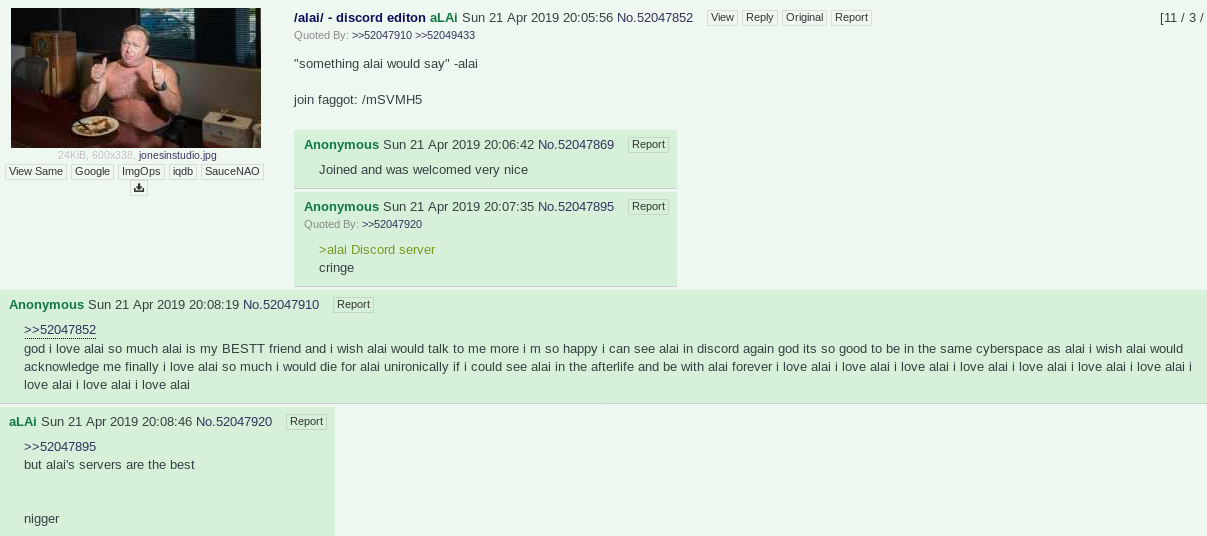 /alai/ - discord editon aLAi Sun 21 Apr 2019 20:05:56 No.52047852 View Reply Original Report [11 / 3 /
Quoted By: >>52047910 >>52049433
"something alai would say" -alai
join faggot: /mSVMH5
24KiB, 600x338, jonesinstudio.jpg
View Same Google ImgOps iqdb SauceNAO
Anonymous Sun 21 Apr 2019 20:06:42 No.52047869 Report
Joined and was welcomed very nice
Anonymous Sun 21 Apr 2019 20:07:35 No.52047895 Report
Quoted By: >>52047920
>alai Discord server
cringe
Anonymous Sun 21 Apr 2019 20:08:19 No.52047910 Report
>>52047852
god i love alai so much alai is my BESTT friend and i wish alai would talk to me more i m so happy i can see alai in discord again god its so good to be in the same cyberspace as alai i wish alai would
acknowledge me finally i love alai so much i would die for alai unironically if i could see alai in the afterlife and be with alai forever i love alai i love alai i love alai i love alai i love alai i love alai i love alai i
love alai i love alai i love alai
aLAi Sun 21 Apr 2019 20:08:46 No.52047920 Report
>>52047895
but alai's servers are the best
nigger